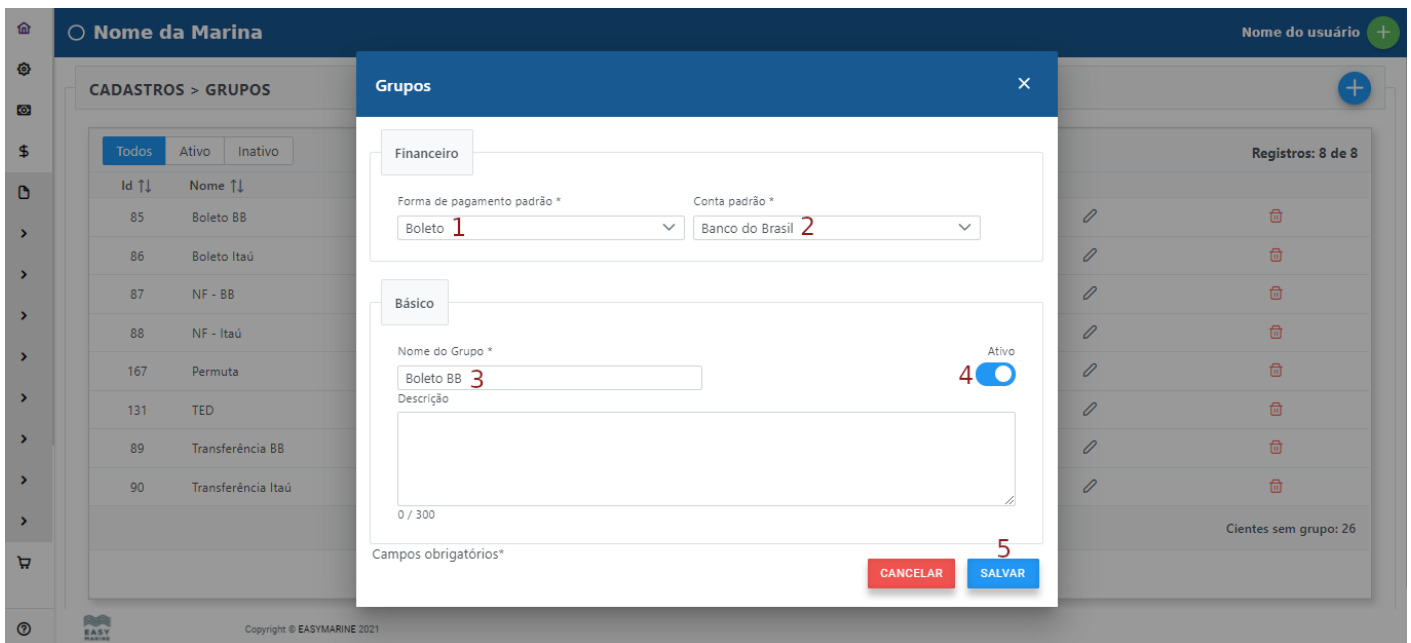 Nome da Marina
Nome do usuário
CADASTROS > GRUPOS
Grupos
Todos Ativo Inativo
Registros: 8 de 8
Id Nome
85 Boleto BB
86 Boleto Itaú
87 NF - BB
88 NF - Itaú
167 Permuta
131 TED
89 Transferência BB
90 Transferência Itaú
Cientes sem grupo: 26
Financeiro
Forma de pagamento padrão * Conta padrão *
Boleto 1 Banco do Brasil 2
Básico
Nome do Grupo * Ativo
Boleto BB 3 4
Descrição
0 / 300
Campos obrigatórios*
5
CANCELAR SALVAR
EASY
MARINE
Copyright © EASYMARINE 2021